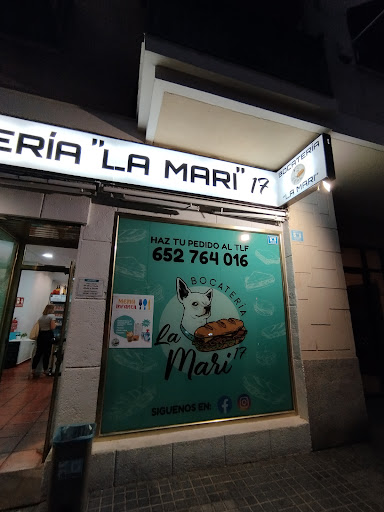 ERÍA "LA MARI" 17
BOCATERÍA
"LA MARI"
HAZ TU PEDIDO AL TLF
652 764 016
BOCATERÍA
La
Mari 17
SIGUENOS EN: